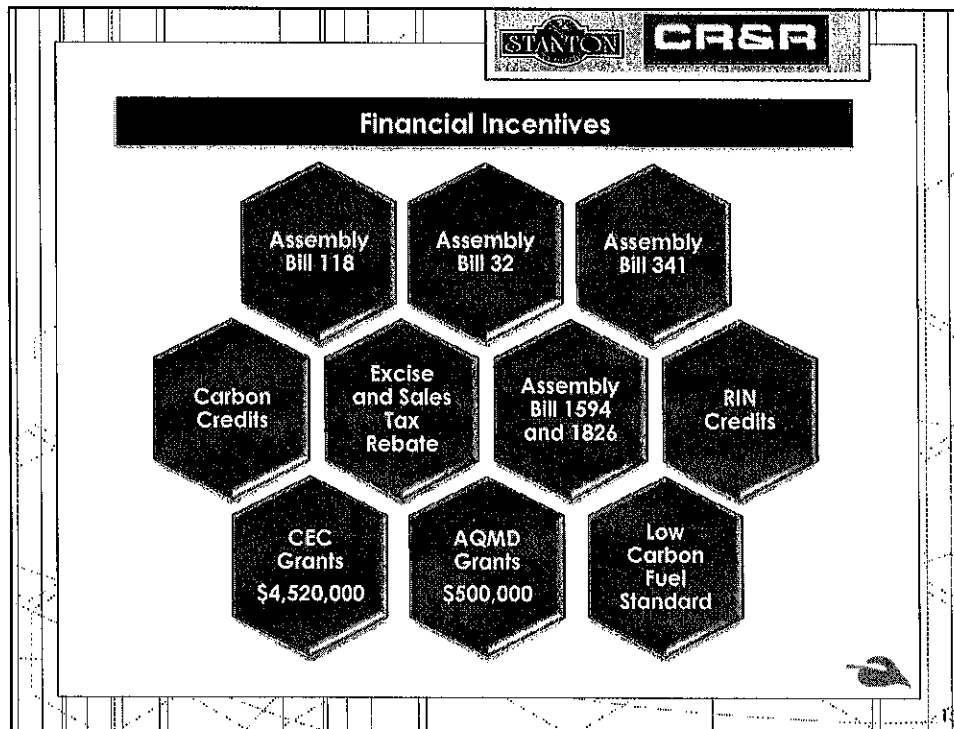 STANTON
CR&R
Financial Incentives
Assembly
Bill 118
Assembly
Bill 32
Assembly
Bill 341
Carbon
Credits
Excise
and Sales
Tax
Rebate
Assembly
Bill 1594
and 1826
RIN
Credits
CEC
Grants
$4,520,000
AQMD
Grants
$500,000
Low
Carbon
Fuel
Standard